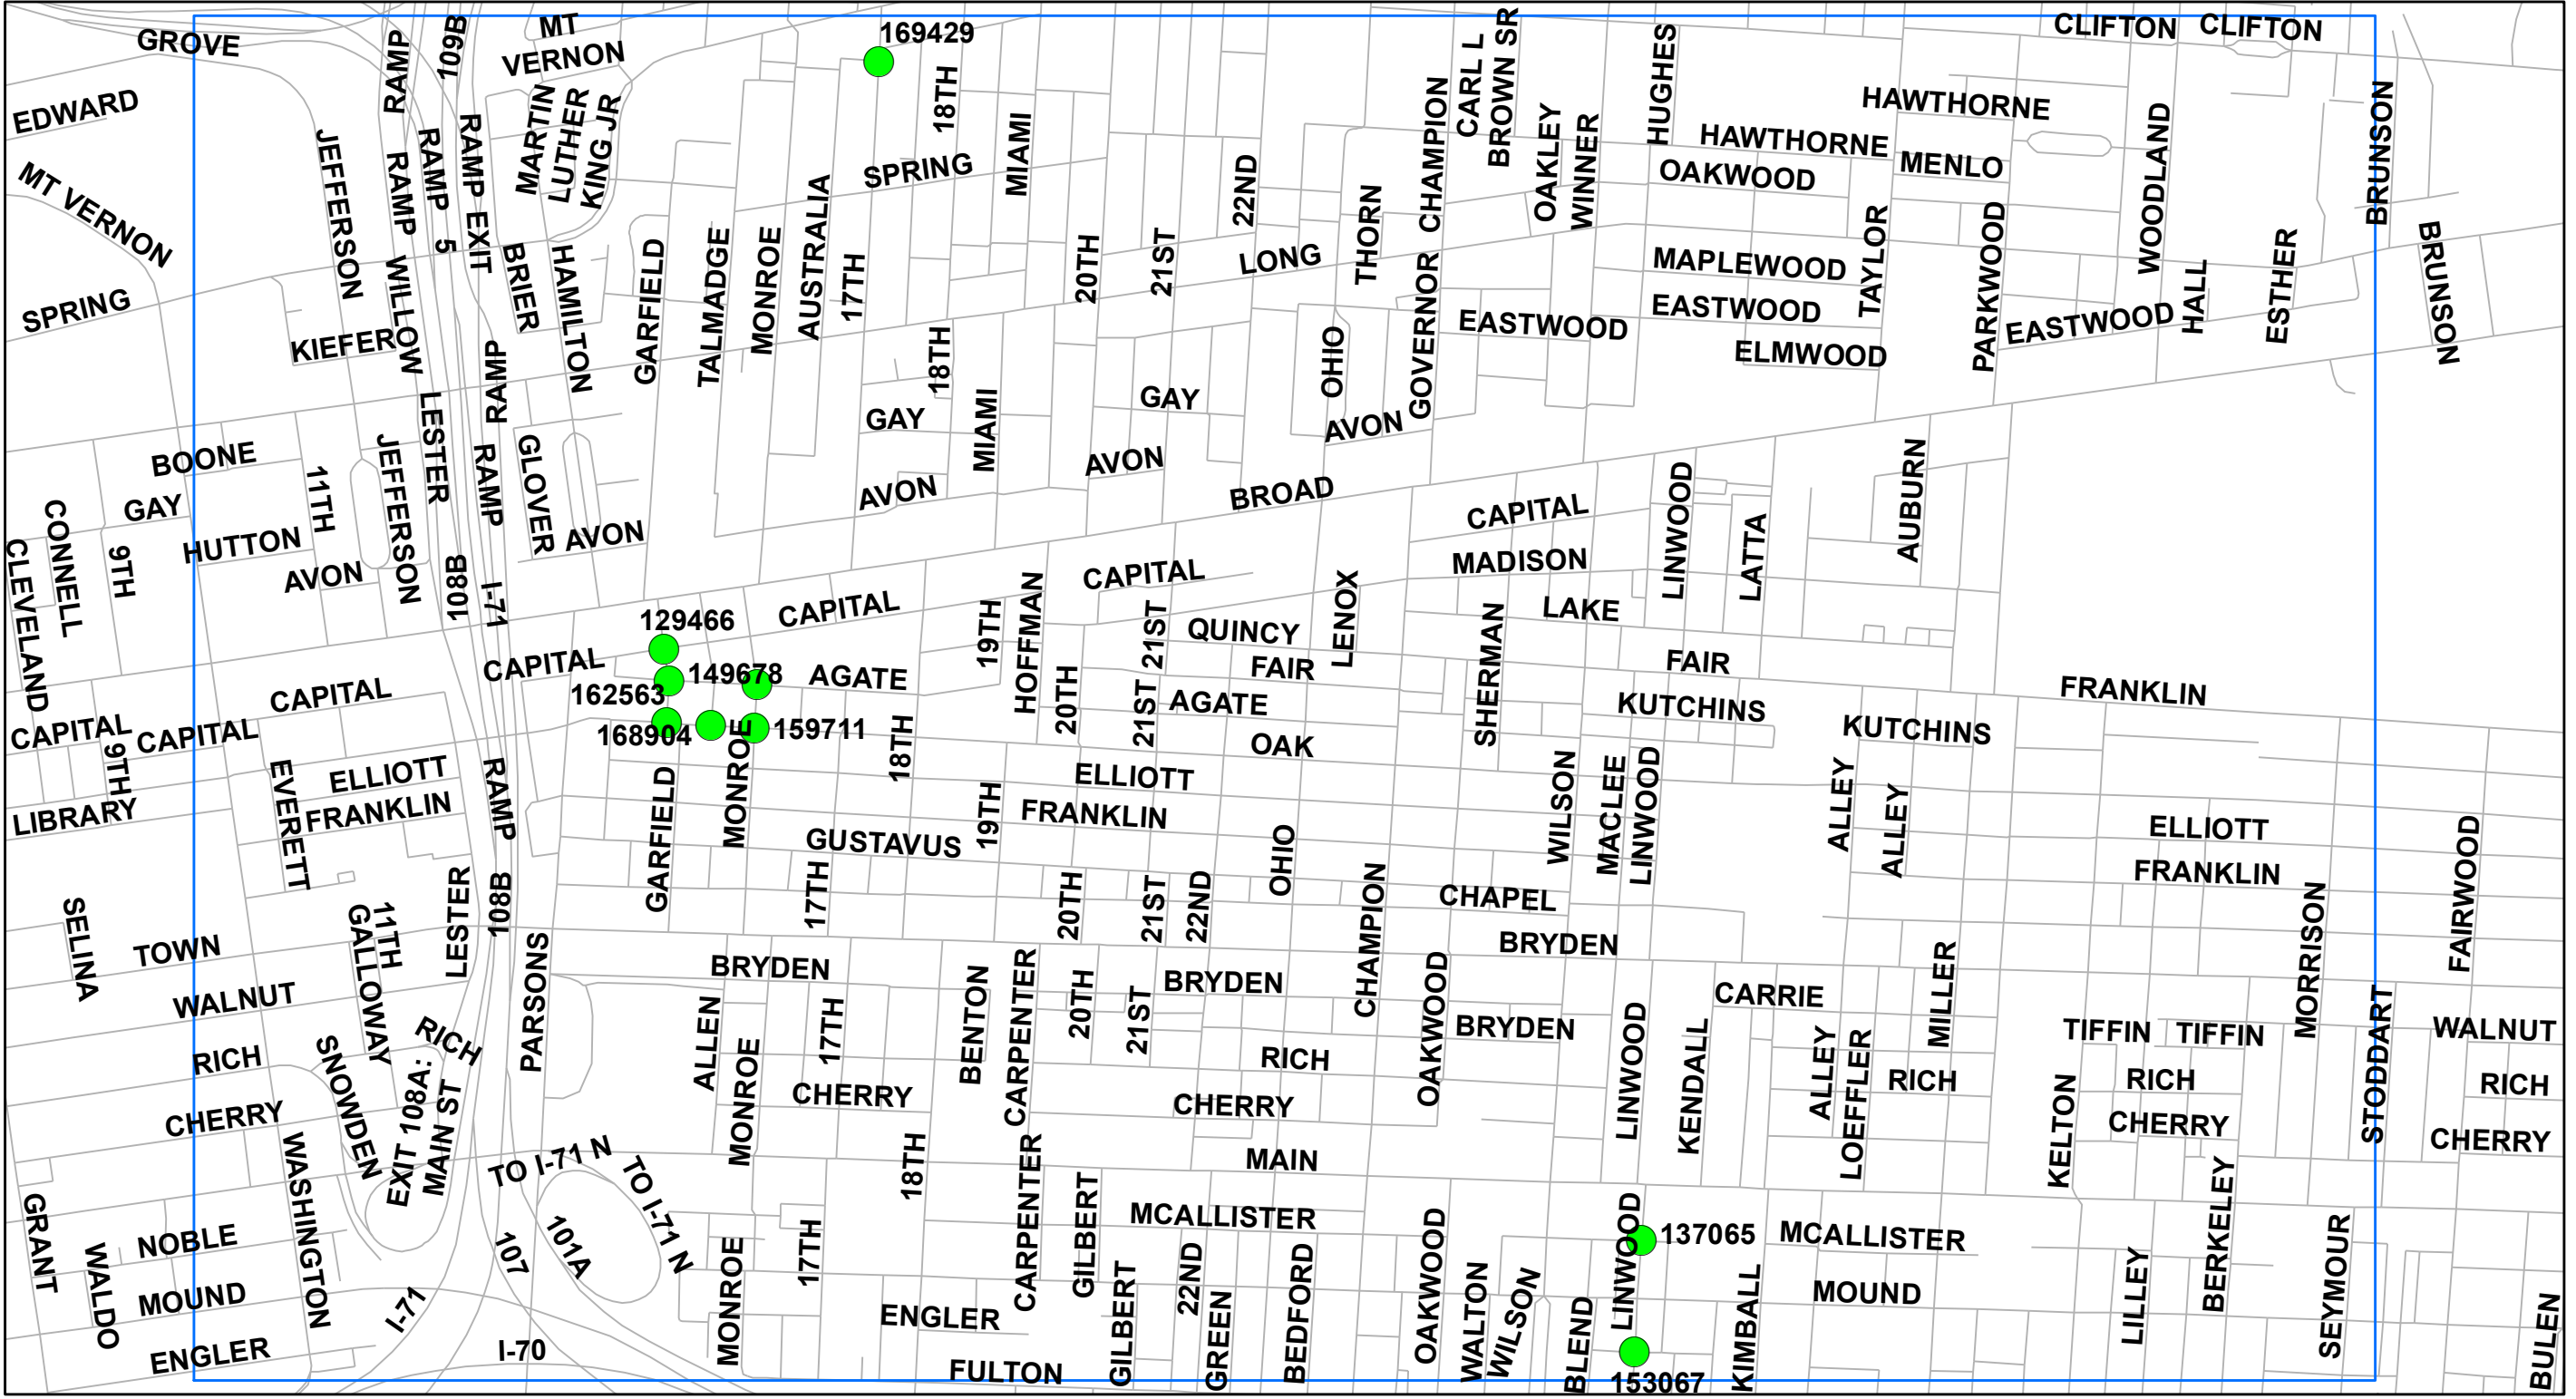 GROVE
RAMP
109B
MT
VERNON
169429
CARL L
BROWN SR
HUGHES
CLIFTON
CLIFTON
EDWARD
MARTIN
LUTHER
KING JR
18TH
MIAMI
CHAMPION
OAKLEY
WINNER
HAWTHORNE
HAWTHORNE
OAKWOOD
MENLO
WOODLAND
BRUNSON
MT VERNON
JEFFERSON
RAMP
RAMP
5
RAMP EXIT
SPRING
AUSTRALIA
22ND
THORN
TAYLOR
PARKWOOD
BRUNSON
SPRING
WILLOW
BRIER
HAMILTON
GARFIELD
TALMADGE
MONROE
17TH
20TH
21ST
LONG
GOVERNOR
MAPLEWOOD
EASTWOOD
EASTWOOD
ELMWOOD
EASTWOOD
HALL
ESTHER
KIEFER
RAMP
18TH
OHIO
GAY
GAY
MIAMI
AVON
BOONE
GAY
LESTER
JEFFERSON
11TH
RAMP
GLOVER
AVON
AVON
AVON
BROAD
CAPITAL
LINWOOD
LATTA
AUBURN
CONNELL
CLEVELAND
9TH
HUTTON
AVON
108B
I-71
CAPITAL
MADISON
129466
CAPITAL
19TH
HOFFMAN
21ST
QUINCY
LENOX
LAKE
SHERMAN
CAPITAL
149678
AGATE
FAIR
FAIR
FRANKLIN
162563
CAPITAL
20TH
21ST
AGATE
KUTCHINS
KUTCHINS
CAPITAL
CAPITAL
9TH
168904
MONROE
159711
18TH
OAK
ELLIOTT
EVERETT
RAMP
ELLIOTT
WILSON
MACLEE
LINWOOD
ALLEY
ALLEY
LIBRARY
FRANKLIN
GARFIELD
19TH
FRANKLIN
GUSTAVUS
OHIO
ELLIOTT
FRANKLIN
FAIRWOOD
SELINA
11TH
GALLOWAY
LESTER
108B
17TH
20TH
21ST
22ND
CHAMPION
CHAPEL
MORRISON
TOWN
PARSONS
BRYDEN
BRYDEN
BRYDEN
WALNUT
ALLEN
17TH
BENTON
CARPENTER
20TH
21ST
OAKWOOD
BRYDEN
LINWOOD
KENDALL
CARRIE
MILLER
ALLEY
LOEFFLER
TIFFIN
TIFFIN
STODDART
WALNUT
RICH
SNOWDEN
RICH
EXIT 108A:
MAIN ST
MONROE
RICH
RICH
RICH
RICH
CHERRY
CHERRY
CHERRY
KELTON
CHERRY
CHERRY
WASHINGTON
TO I-71 N
TO I-71 N
18TH
CARPENTER
MAIN
GRANT
WALDO
NOBLE
107
101A
MONROE
17TH
GILBERT
MCALLISTER
OAKWOOD
LINWOOD
137065
MCALLISTER
BERKELEY
SEYMOUR
MOUND
I-71
ENGLER
GILBERT
22ND
GREEN
BEDFORD
WALTON
WILSON
BLEND
KIMBALL
MOUND
LILLEY
BULEN
ENGLER
I-70
FULTON
153067